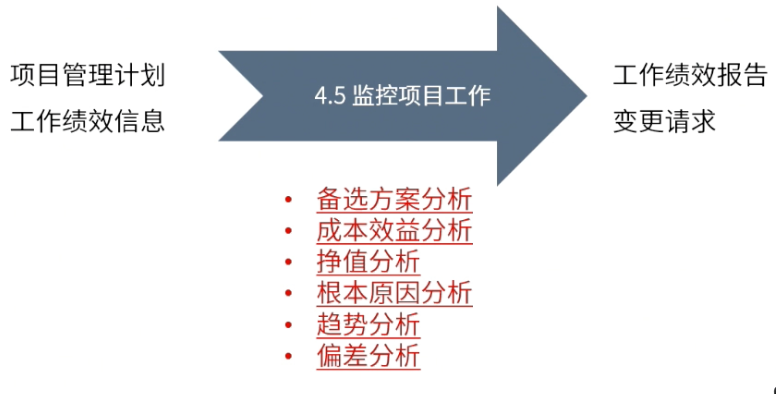 项目管理计划
工作绩效信息
4.5 监控项目工作
工作绩效报告
变更请求
• 备选方案分析
• 成本效益分析
• 挣值分析
• 根本原因分析
• 趋势分析
• 偏差分析